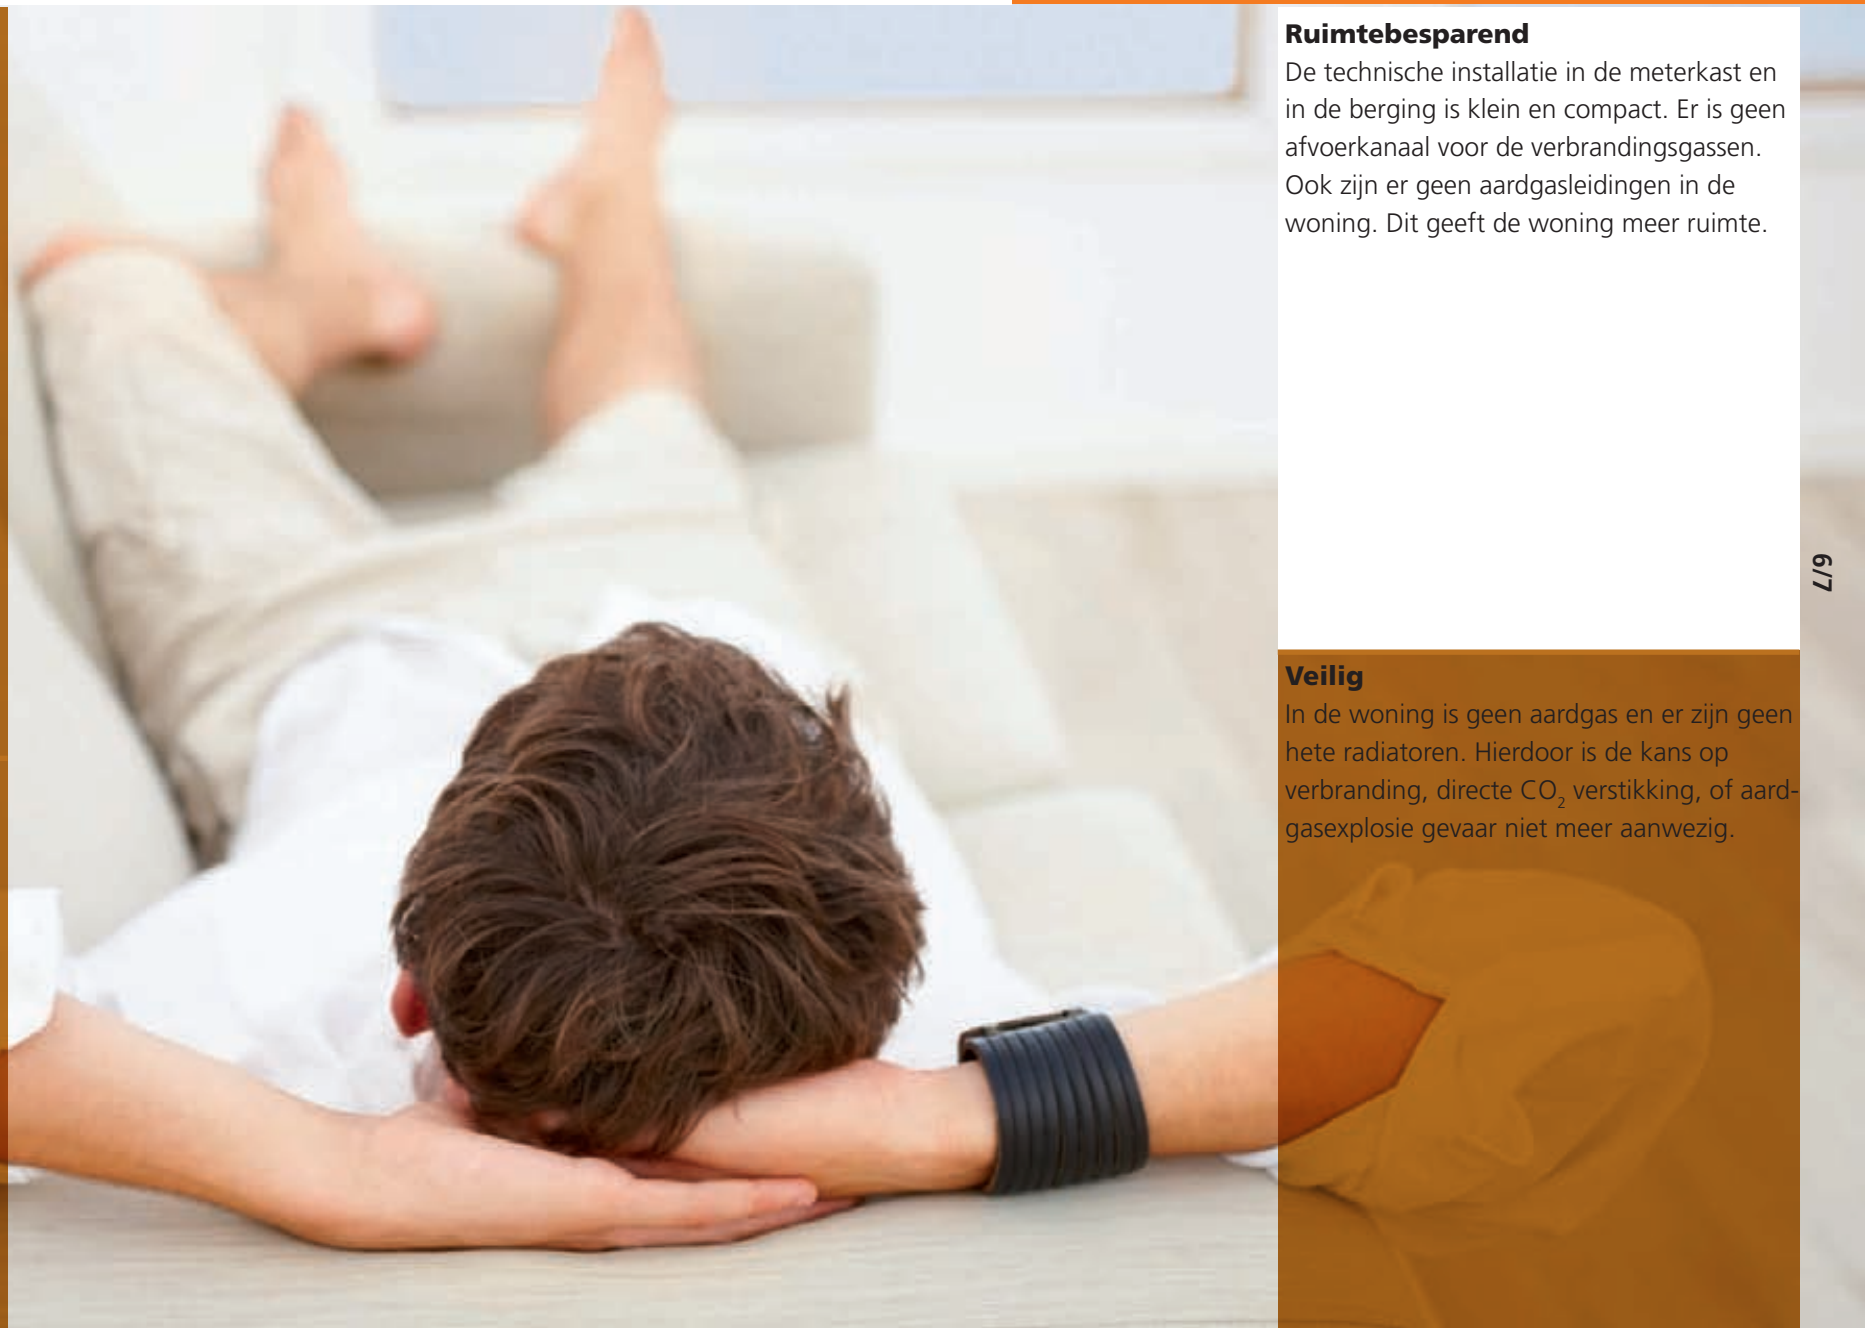 Ruimtebesparend
De technische installatie in de meterkast en
in de berging is klein en compact. Er is geen
afvoerkanaal voor de verbrandingsgassen.
Ook zijn er geen aardgasleidingen in de
woning. Dit geeft de woning meer ruimte.
6/7
Veilig
In de woning is geen aardgas en er zijn geen
hete radiatoren. Hierdoor is de kans op
verbranding, directe CO₂ verstikking, of aard-
gasexplosie gevaar niet meer aanwezig.